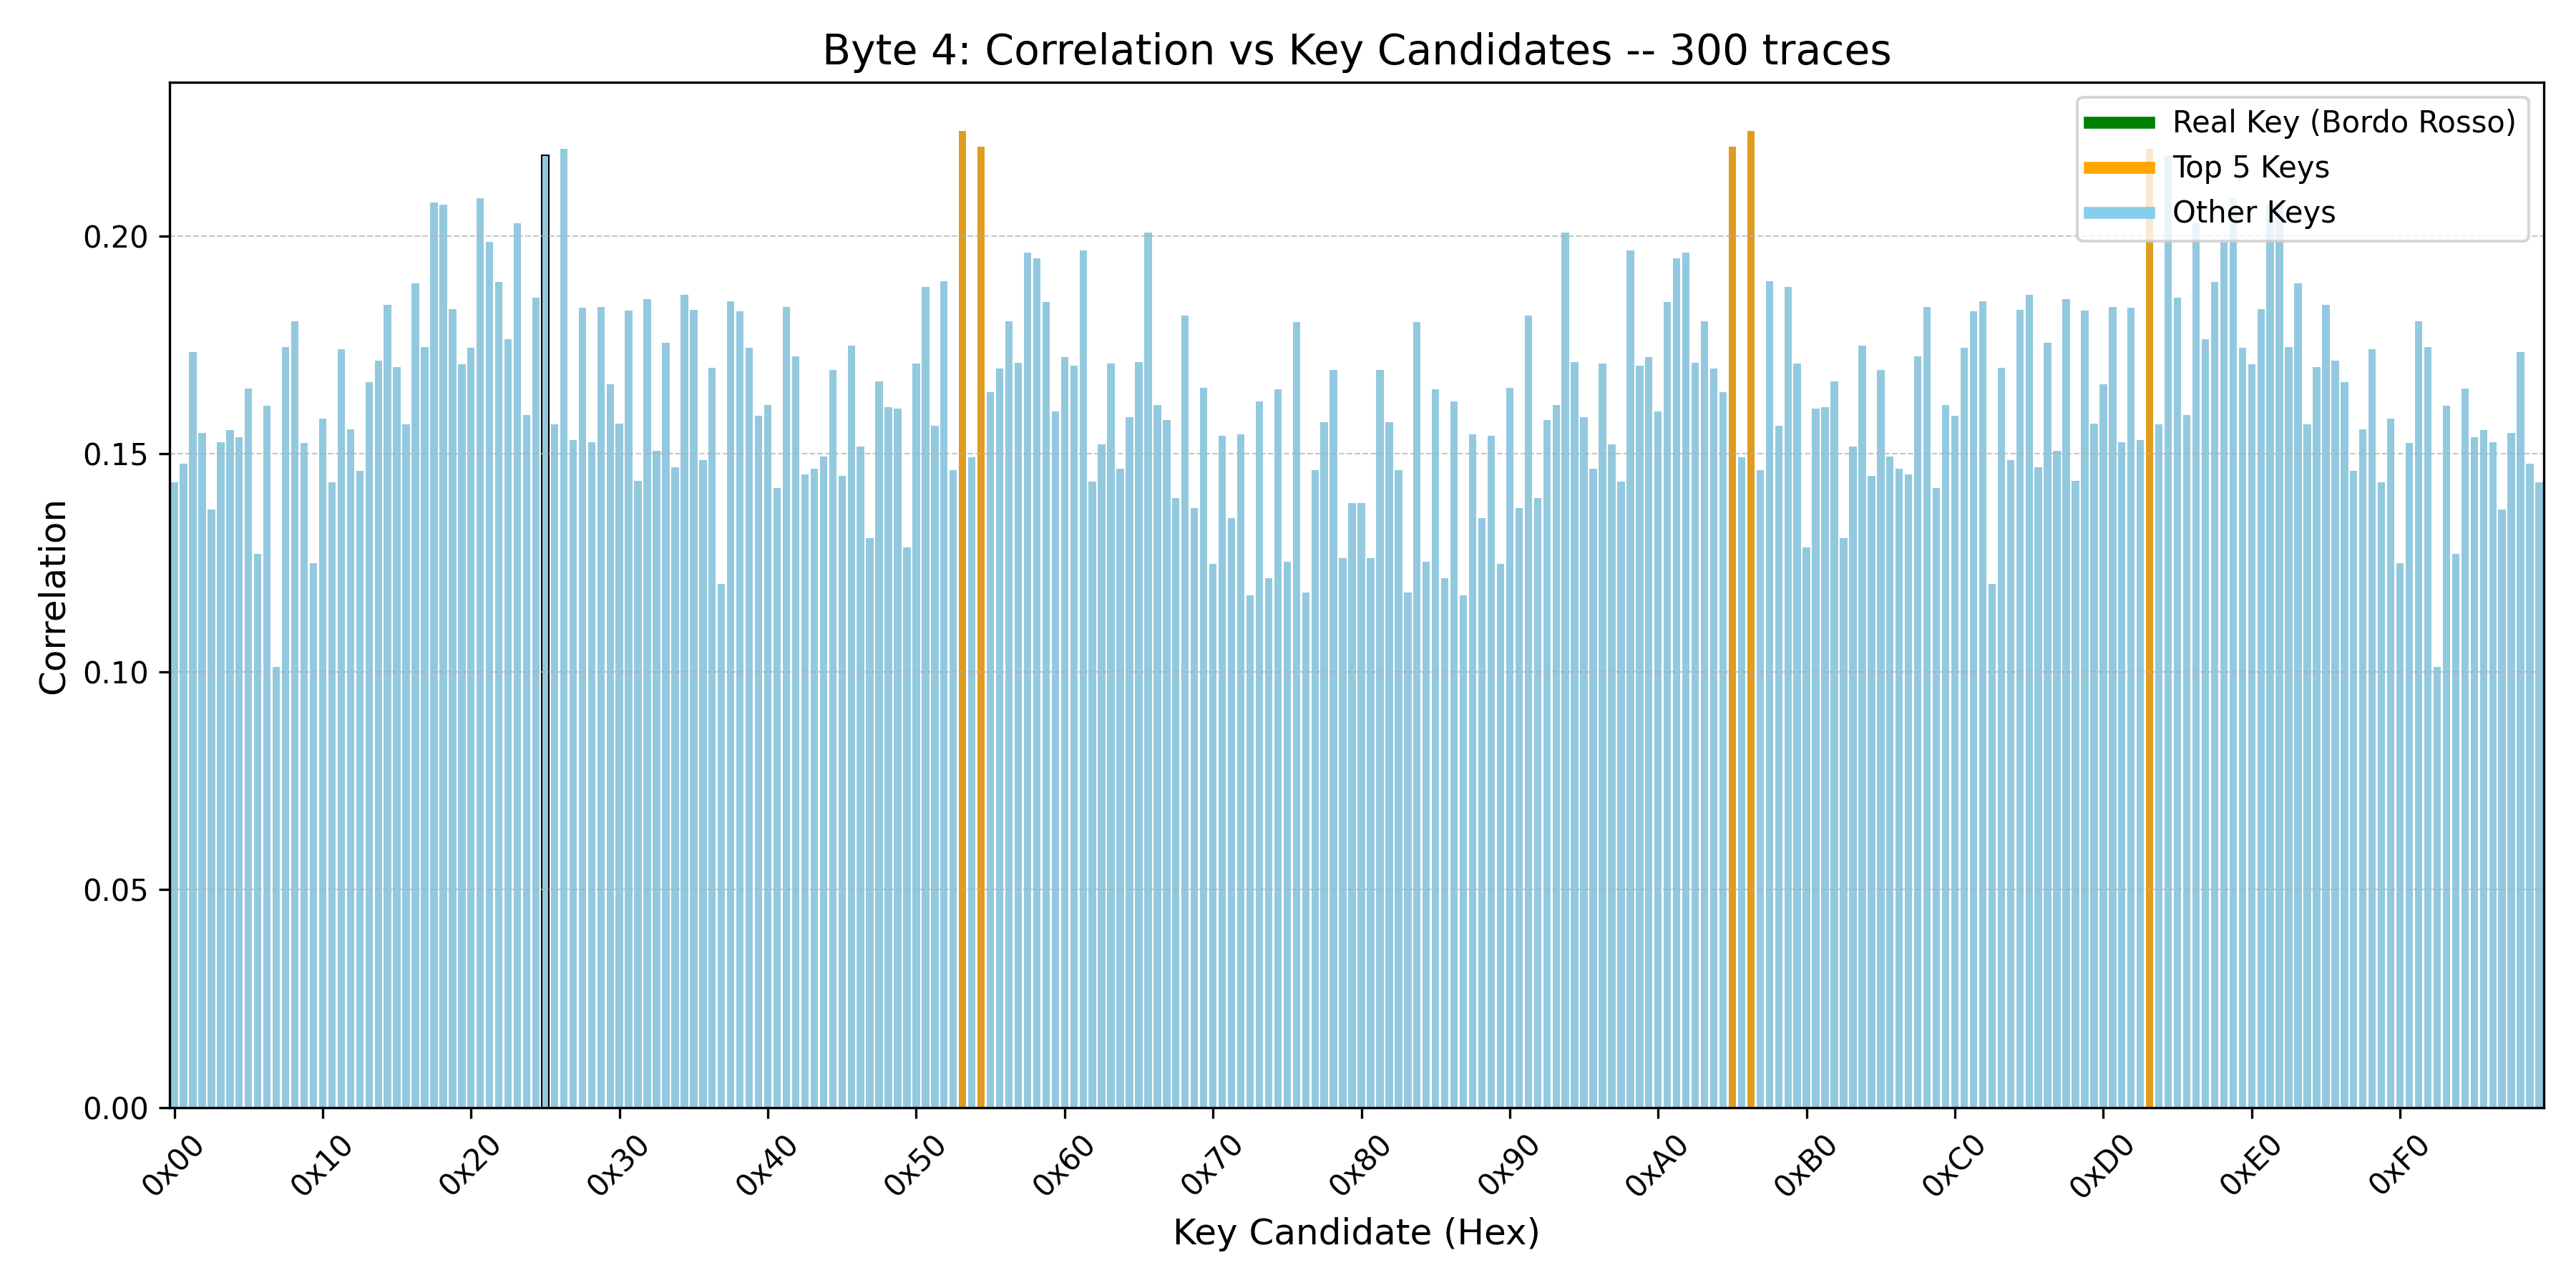 Byte 4: Correlation vs Key Candidates -- 300 traces
Real Key (Bordo Rosso)
Top 5 Keys
Other Keys
Correlation
0.20
0.15
0.10
0.05
0.00
0x00
0x10
0x20
0x30
0x40
0x50
0x60
0x70
0x80
0x90
0xA0
0xB0
0xC0
0xD0
0xE0
0xF0
Key Candidate (Hex)